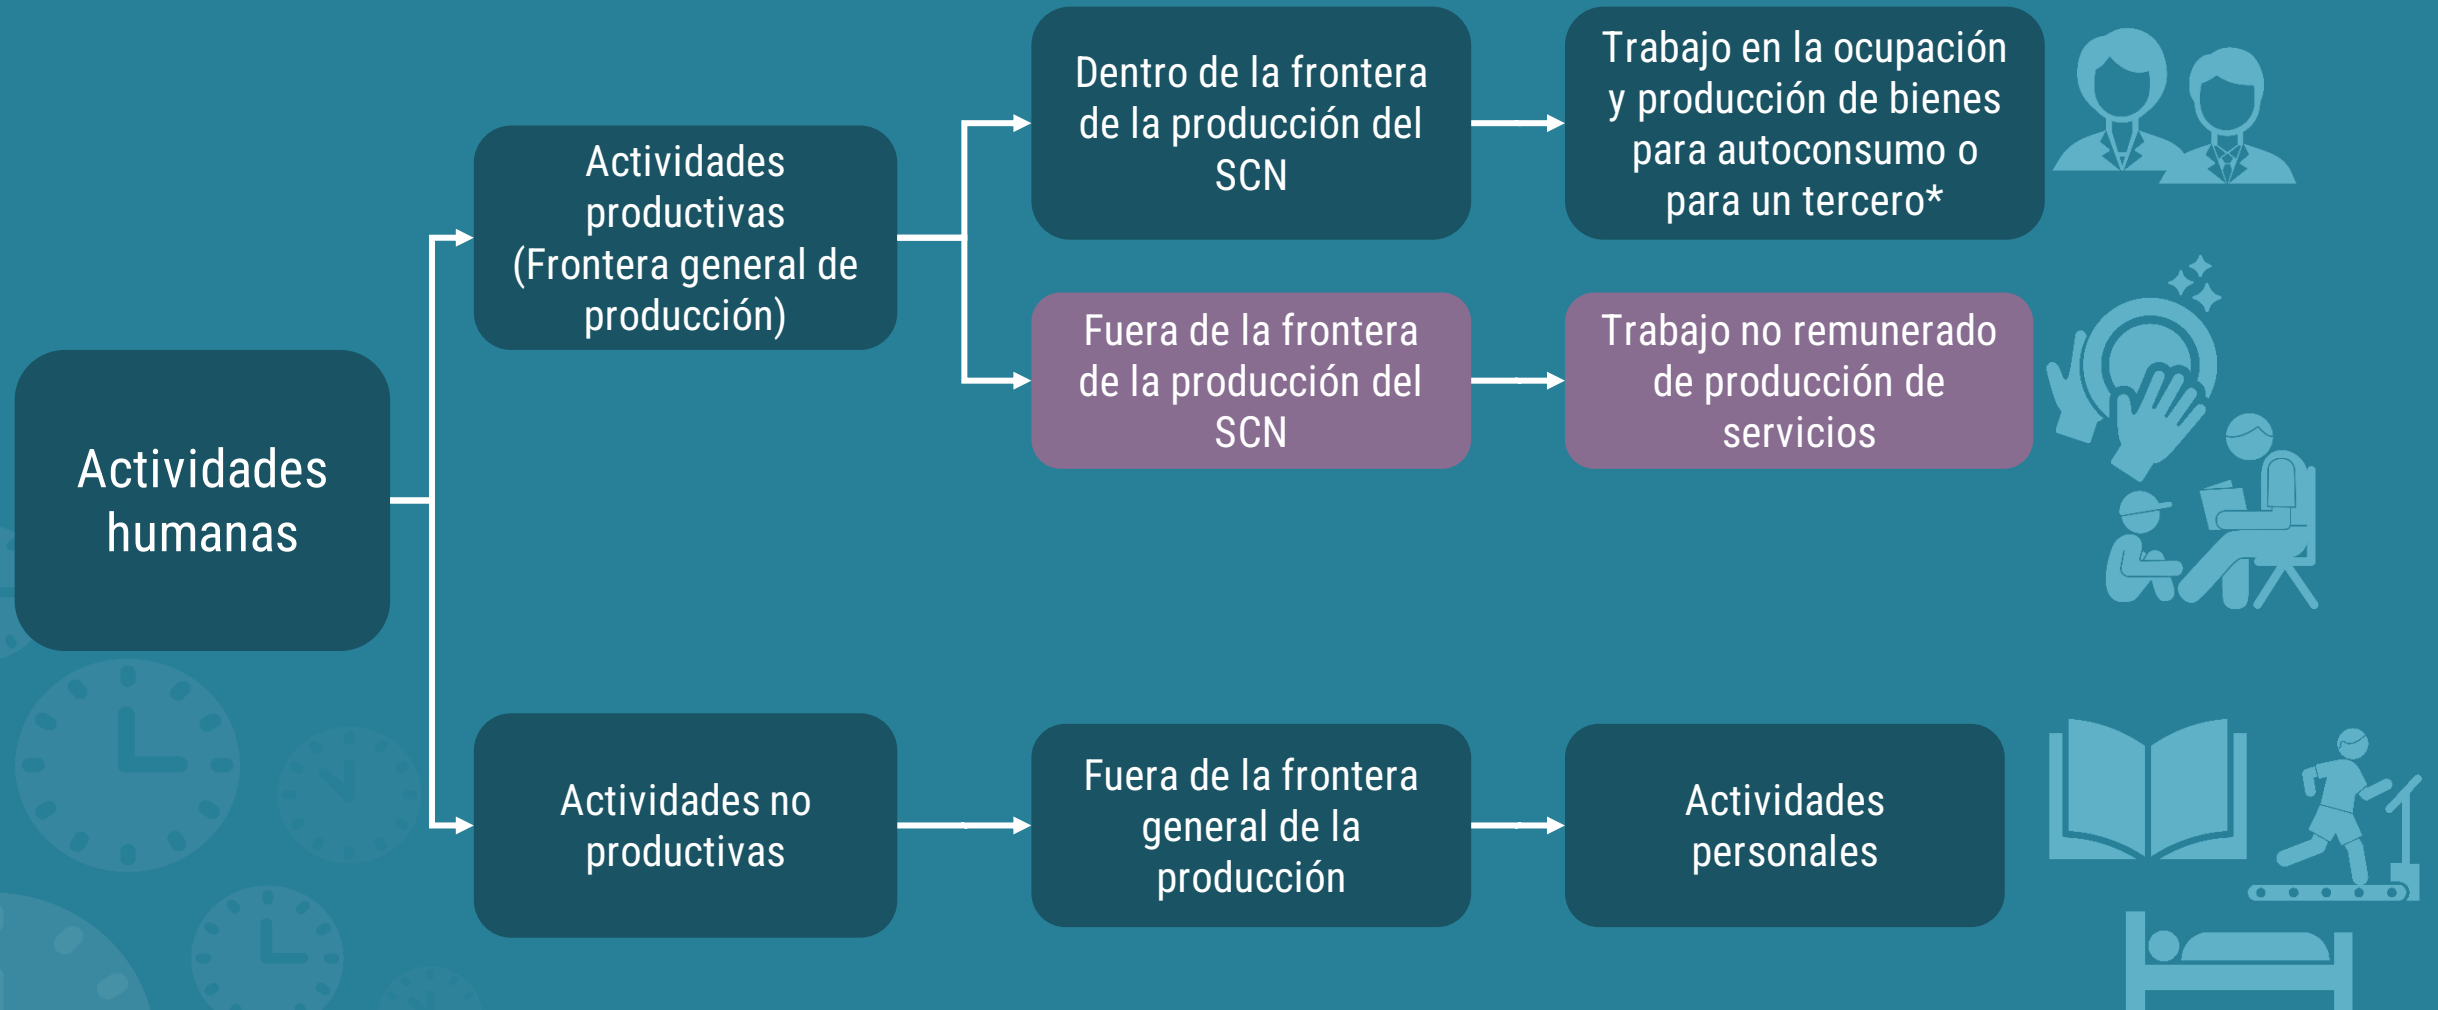 Actividades
humanas
Actividades
productivas
(Frontera general de
producción)
Dentro de la frontera
de la producción del
SCN
Trabajo en la ocupación
y producción de bienes
para autoconsumo o
para un tercero*
Fuera de la frontera
de la producción del
SCN
Trabajo no remunerado
de producción de
servicios
Actividades no
productivas
Fuera de la frontera
general de la
producción
Actividades
personales